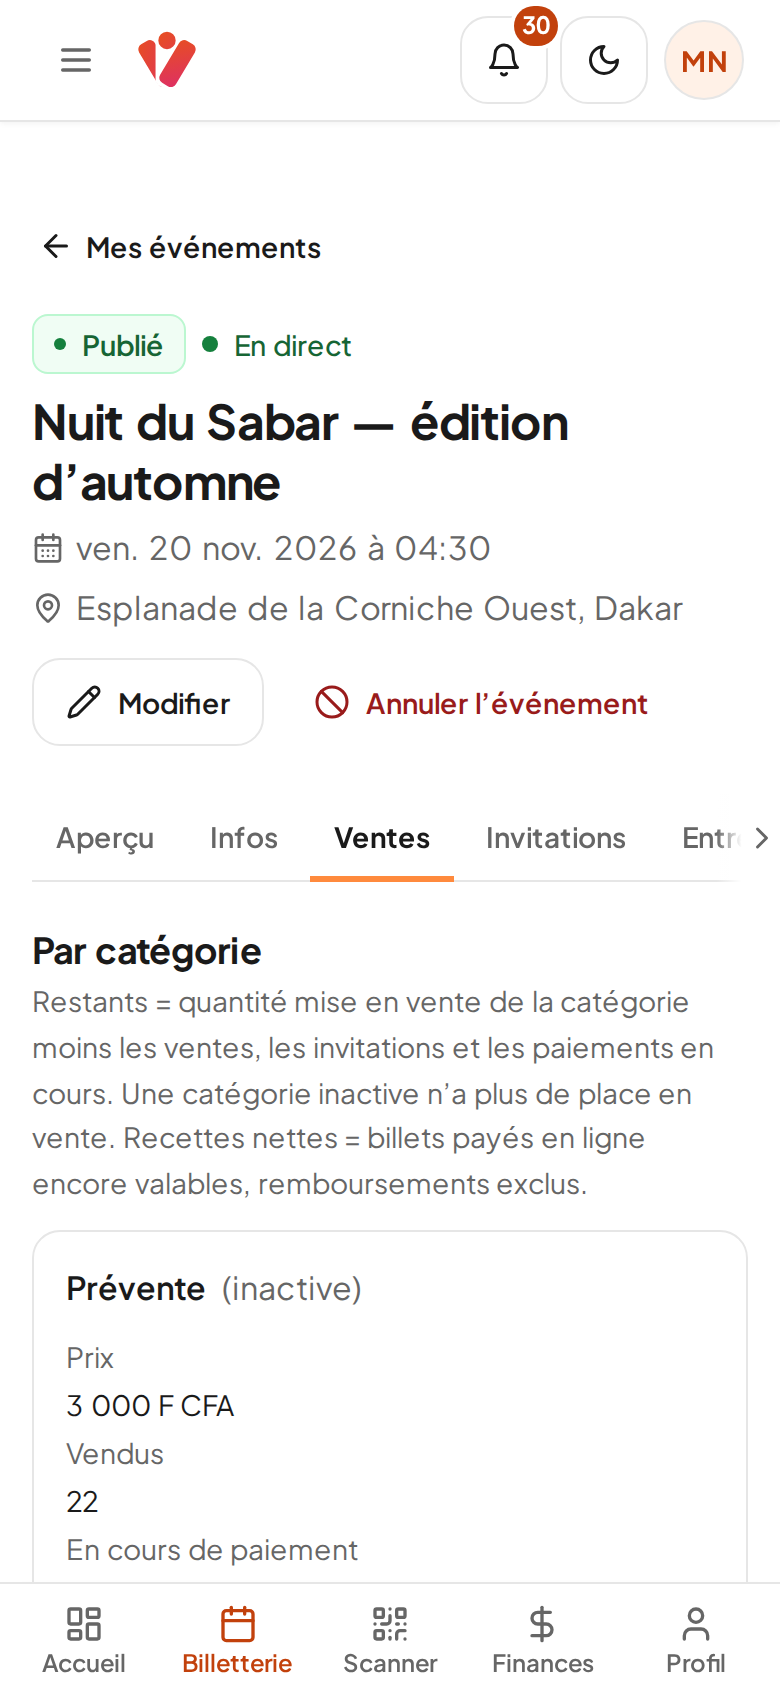 30
MN
Mes événements
Publié
En direct
Nuit du Sabar — édition
d’automne
ven. 20 nov. 2026 à 04:30
Esplanade de la Corniche Ouest, Dakar
Modifier
Annuler l’événement
Aperçu
Infos
Ventes
Invitations
Entr
Par catégorie
Restants = quantité mise en vente de la catégorie
moins les ventes, les invitations et les paiements en
cours. Une catégorie inactive n’a plus de place en
vente. Recettes nettes = billets payés en ligne
encore valables, remboursements exclus.
Prévente (inactive)
Prix
3 000 F CFA
Vendus
22
En cours de paiement
Accueil
Billetterie
Scanner
Finances
Profil